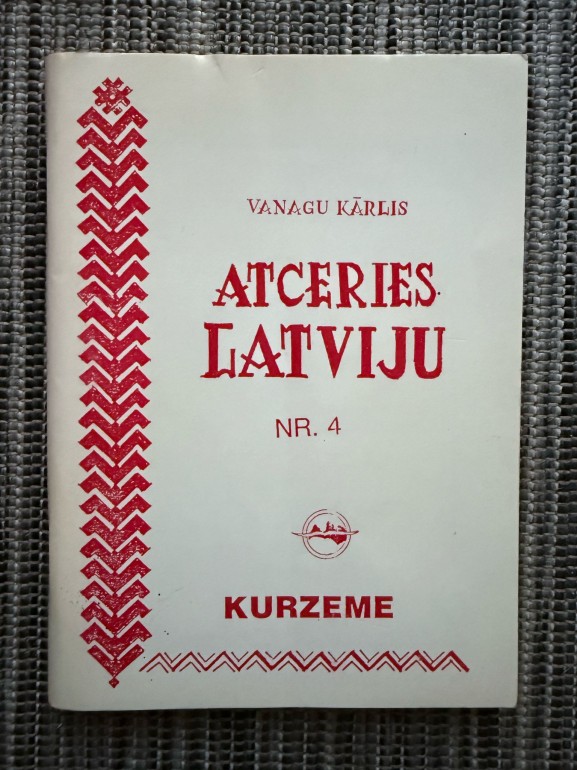 VANAGU KĀRLIS
ATCERIES
LATVIJU
NR. 4
KURZEME